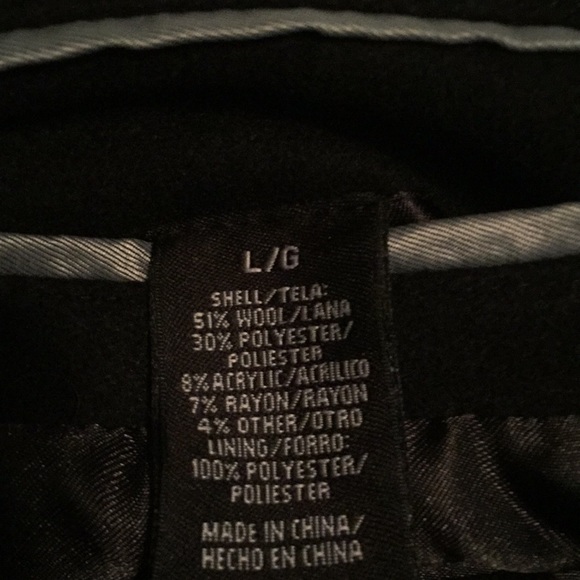 L/G
SHELL/TELA:
51% WOOL/LANA
30% POLYESTER/
POLIESTER
8% ACRYLIC/ACRILICO
7% RAYON/RAYON
4% OTHER/OTRO
LINING/FORRO:
100% POLYESTER/
POLIESTER
MADE IN CHINA/
HECHO EN CHINA